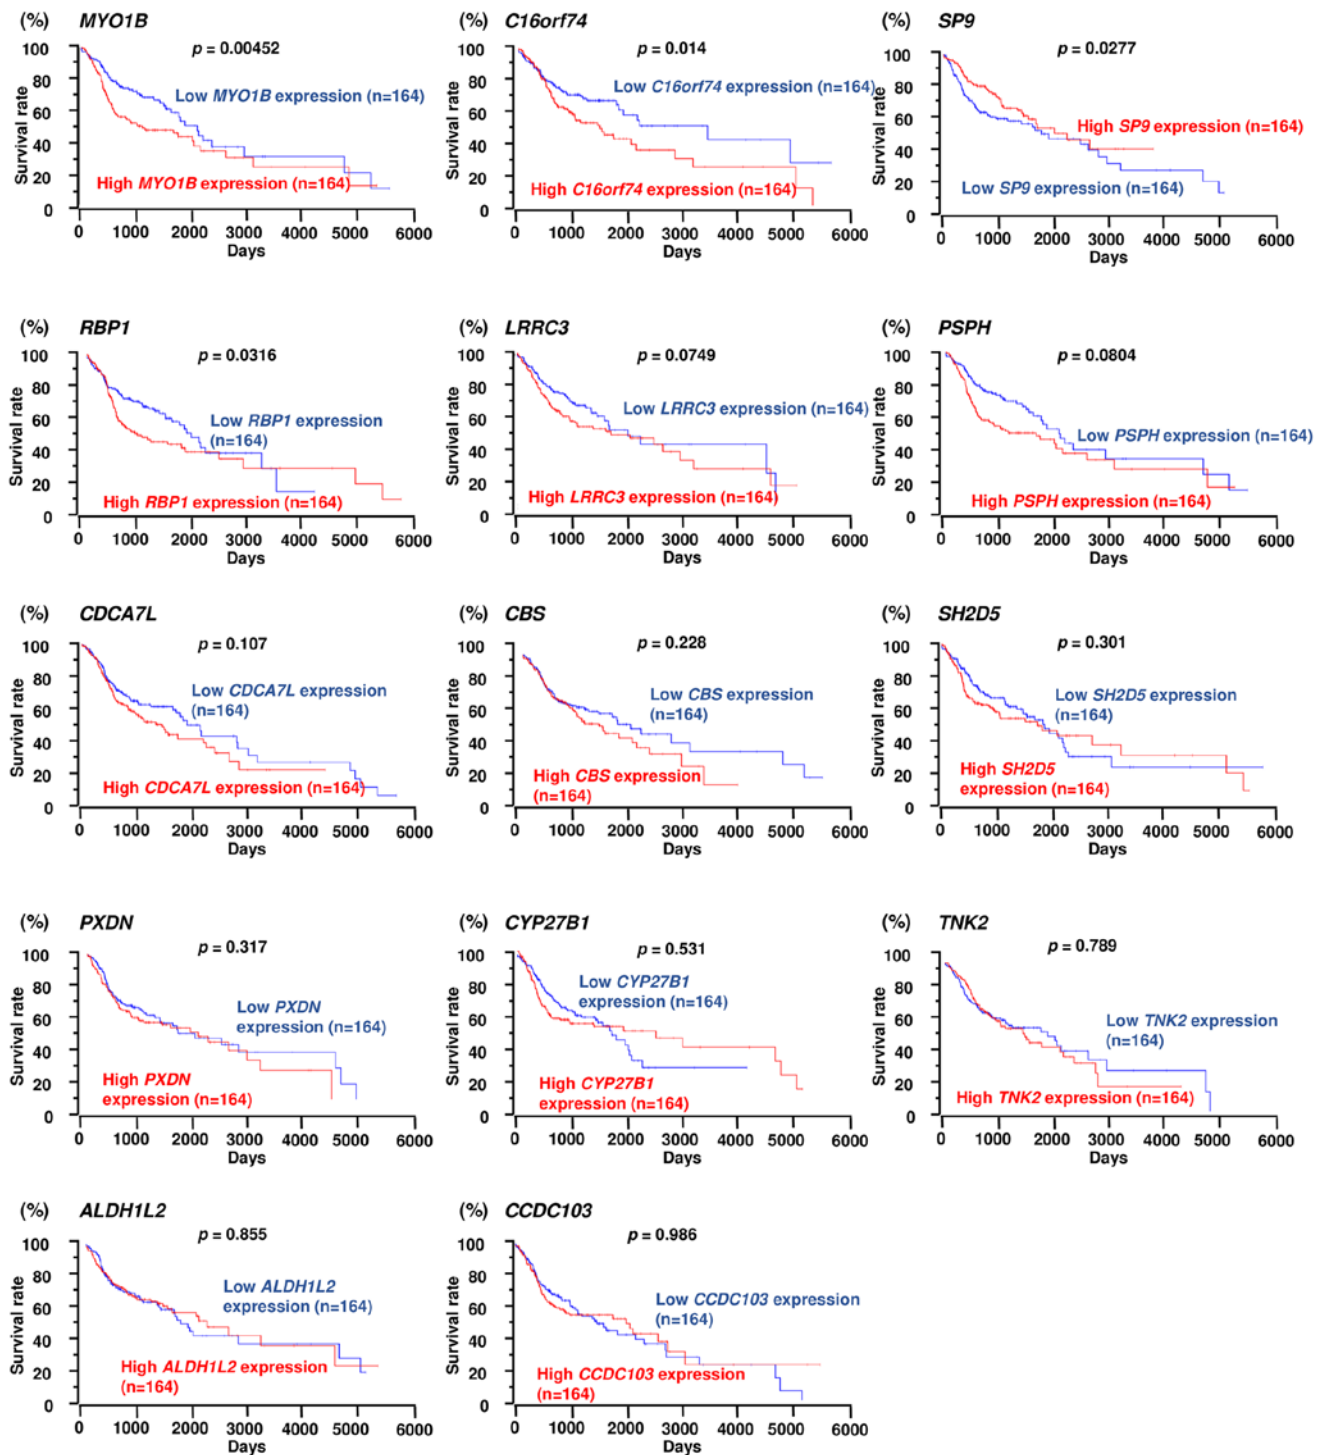 (%) MYO1B
p = 0.00452
Low MYO1B expression (n=164)
High MYO1B expression (n=164)
Survival rate
100
80
60
40
20
0
0 1000 2000 3000 4000 5000 6000
Days
(%) C16orf74
p = 0.014
Low C16orf74 expression (n=164)
High C16orf74 expression (n=164)
Survival rate
100
80
60
40
20
0
0 1000 2000 3000 4000 5000 6000
Days
(%) SP9
p = 0.0277
High SP9 expression (n=164)
Low SP9 expression (n=164)
Survival rate
100
80
60
40
20
0
0 1000 2000 3000 4000 5000 6000
Days
(%) RBP1
p = 0.0316
Low RBP1 expression
(n=164)
High RBP1 expression (n=164)
Survival rate
100
80
60
40
20
0
0 1000 2000 3000 4000 5000 6000
Days
(%) LRRC3
p = 0.0749
Low LRRC3 expression (n=164)
High LRRC3 expression (n=164)
Survival rate
100
80
60
40
20
0
0 1000 2000 3000 4000 5000 6000
Days
(%) PSPH
p = 0.0804
Low PSPH expression (n=164)
High PSPH expression (n=164)
Survival rate
100
80
60
40
20
0
0 1000 2000 3000 4000 5000 6000
Days
(%) CDCA7L
p = 0.107
Low CDCA7L expression
(n=164)
High CDCA7L expression (n=164)
Survival rate
100
80
60
40
20
0
0 1000 2000 3000 4000 5000 6000
Days
(%) CBS
p = 0.228
Low CBS expression
(n=164)
High CBS expression
(n=164)
Survival rate
100
80
60
40
20
0
0 1000 2000 3000 4000 5000 6000
Days
(%) SH2D5
p = 0.301
Low SH2D5 expression
(n=164)
High SH2D5
expression (n=164)
Survival rate
100
80
60
40
20
0
0 1000 2000 3000 4000 5000 6000
Days
(%) PXDN
p = 0.317
Low PXDN
expression (n=164)
High PXDN
expression (n=164)
Survival rate
100
80
60
40
20
0
0 1000 2000 3000 4000 5000 6000
Days
(%) CYP27B1
p = 0.531
Low CYP27B1
expression (n=164)
High CYP27B1
expression (n=164)
Survival rate
100
80
60
40
20
0
0 1000 2000 3000 4000 5000 6000
Days
(%) TNK2
p = 0.789
Low TNK2 expression
(n=164)
High TNK2 expression (n=164)
Survival rate
100
80
60
40
20
0
0 1000 2000 3000 4000 5000 6000
Days
(%) ALDH1L2
p = 0.855
Low ALDH1L2
expression (n=164)
High ALDH1L2 expression
(n=164)
Survival rate
100
80
60
40
20
0
0 1000 2000 3000 4000 5000 6000
Days
(%) CCDC103
p = 0.986
Low CCDC103 expression
(n=164)
High CCDC103 expression
(n=164)
Survival rate
100
80
60
40
20
0
0 1000 2000 3000 4000 5000 6000
Days